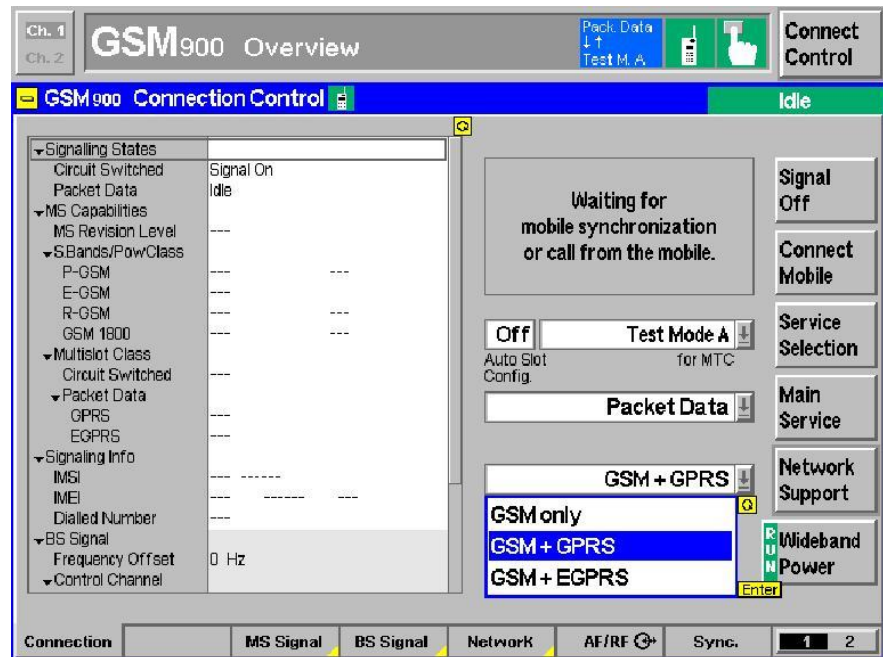 Ch. 1
Ch. 2
GSM900 Overview
Pack. Data
↓↑
Test M. A
Connect
Control
GSM900 Connection Control
Idle
Signalling States
Circuit Switched Signal On
Packet Data Idle
MS Capabilities
MS Revision Level ---
S.Bands/PowClass
P-GSM --- ---
E-GSM --- ---
R-GSM --- ---
GSM 1800 --- ---
Multislot Class
Circuit Switched ---
Packet Data
GPRS ---
EGPRS ---
Signaling Info
IMSI --- ------
IMEI --- ------ ---
Dialled Number ---
BS Signal
Frequency Offset 0 Hz
Control Channel
Waiting for
mobile synchronization
or call from the mobile.
Off Test Mode A
Auto Slot for MTC
Config.
Packet Data
GSM + GPRS
GSM only
GSM + GPRS
GSM + EGPRS
Enter
Signal
Off
Connect
Mobile
Service
Selection
Main
Service
Network
Support
RUN
Wideband
Power
Connection MS Signal BS Signal Network AF/RF Sync. 1 2